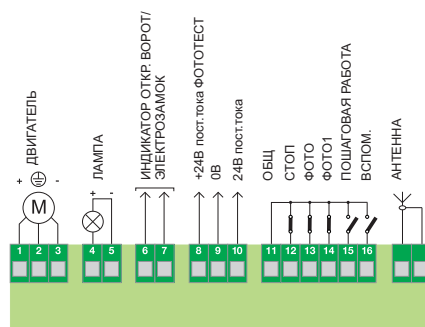 + ДВИГАТЕЛЬ -
M
ЛАМПА
+ -
ИНДИКАТОР ОТКР. ВОРОТ/
ЭЛЕКТРОЗАМОК
+24В пост.тока ФОТОТЕСТ
0В
24В пост.тока
ОБЩ
СТОП
ФОТО
ФОТО1
ПОШАГОВАЯ РАБОТА
ВСПОМ.
АНТЕННА
1 2 3 4 5 6 7 8 9 10 11 12 13 14 15 16